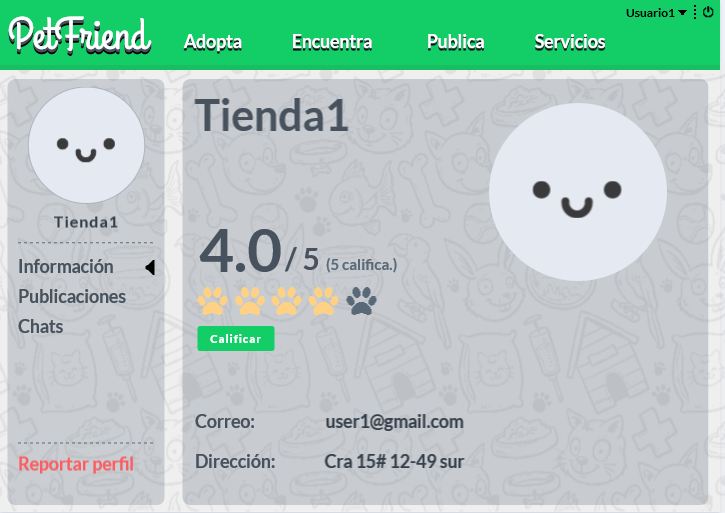 Usuario1
PetFriend
Adopta Encuentra Publica Servicios
Tienda1
Información
Publicaciones
Chats
Reportar perfil
Tienda1
4.0 / 5 (5 califica.)
Calificar
Correo: user1@gmail.com
Dirección: Cra 15# 12-49 sur